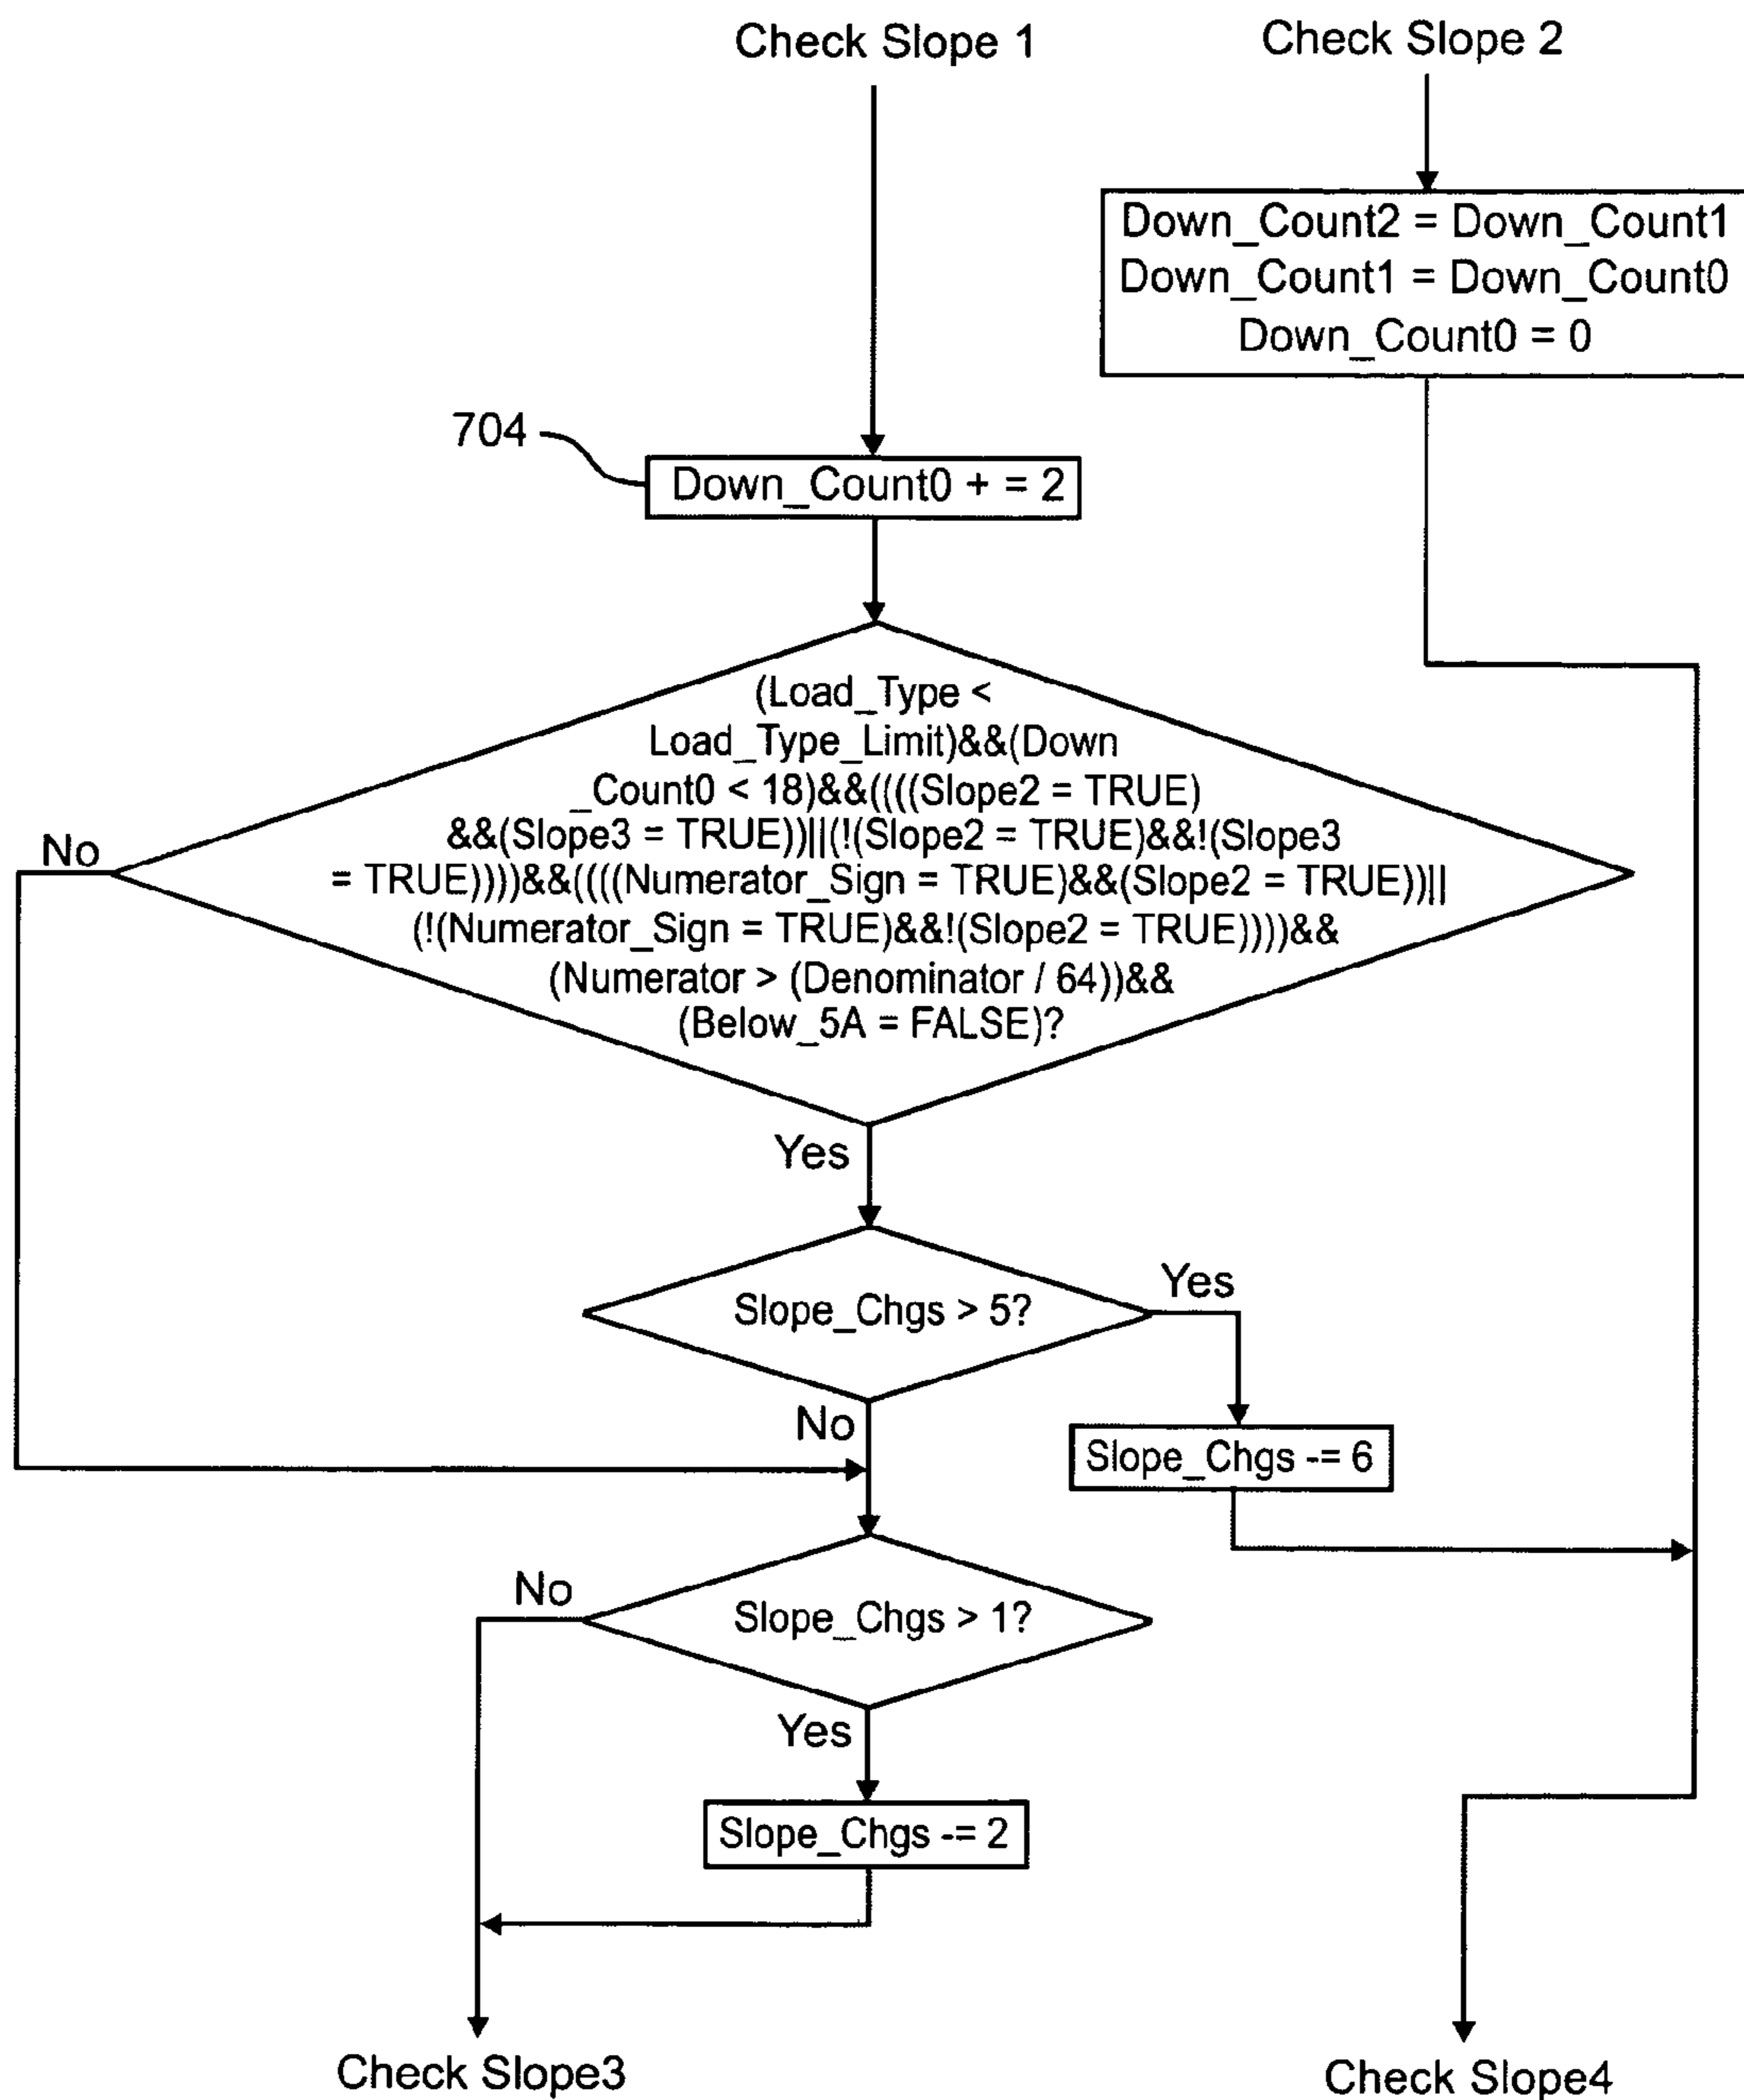 Check Slope 1
Check Slope 2
Down_Count2 = Down_Count1
Down_Count1 = Down_Count0
Down_Count0 = 0
704
Down_Count0 + = 2
(Load_Type <
Load_Type_Limit)&&(Down
_Count0 < 18)&&((((Slope2 = TRUE)
&&(Slope3 = TRUE))||(!(Slope2 = TRUE)&&!(Slope3
= TRUE))))&&((((Numerator_Sign = TRUE)&&(Slope2 = TRUE))||
(!(Numerator_Sign = TRUE)&&!(Slope2 = TRUE))))&&
(Numerator > (Denominator / 64))&&
(Below_5A = FALSE)?
No
Yes
Slope_Chgs > 5?
Yes
No
Slope_Chgs -= 6
Slope_Chgs > 1?
No
Yes
Slope_Chgs -= 2
Check Slope3
Check Slope4